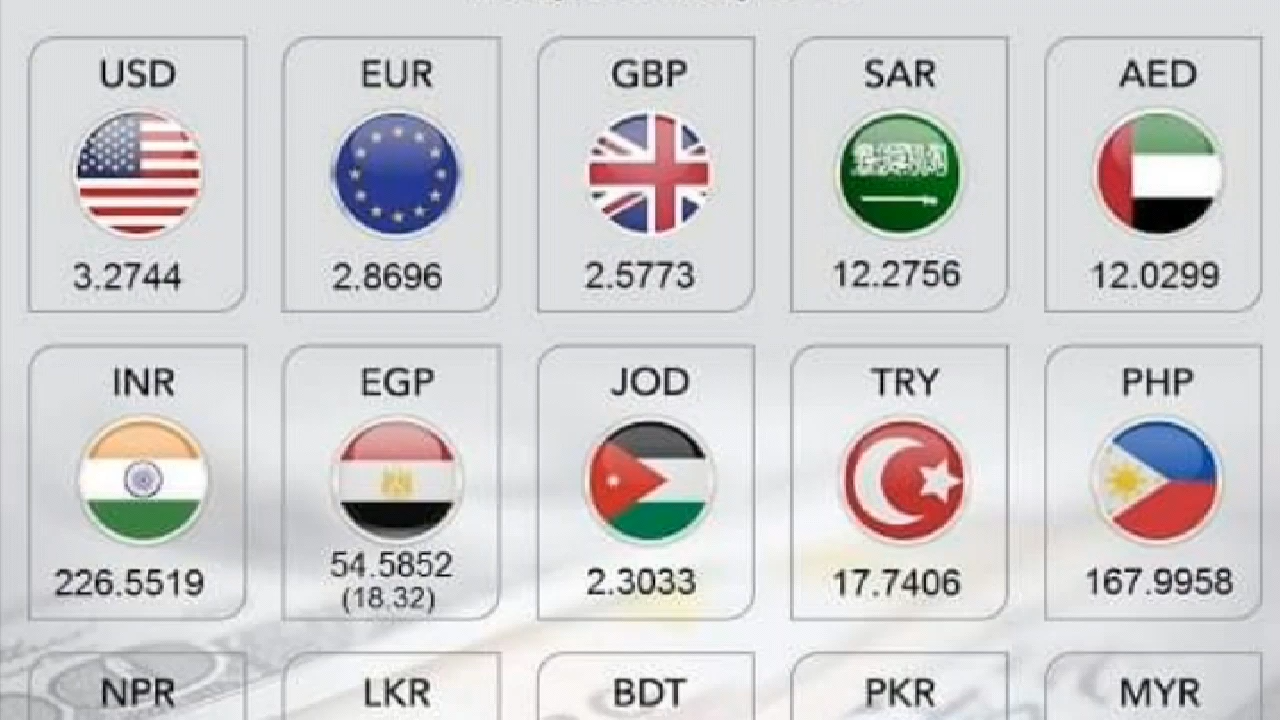 USD EUR GBP SAR AED
3.2744 2.8696 2.5773 12.2756 12.0299
INR EGP JOD TRY PHP
226.5519 54.5852 2.3033 17.7406 167.9958
(18.32)
NPR LKR BDT PKR MYR